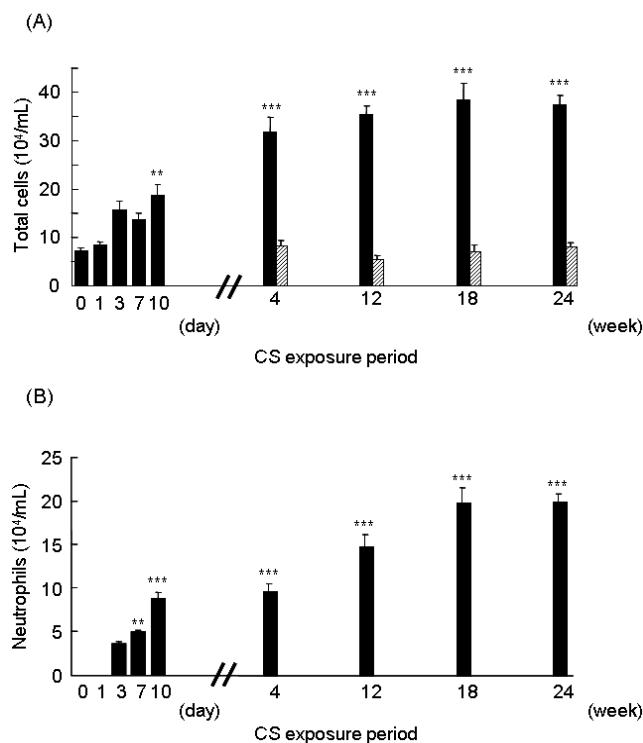 (A)
Total cells (10⁴/mL)
40
30
20
10
0
**
***
***
***
***
0 1 3 7 10
4 12 18 24
(day)
(week)
CS exposure period
(B)
Neutrophils (10⁴/mL)
25
20
15
10
5
0
**
***
***
***
***
***
0 1 3 7 10
4 12 18 24
(day)
(week)
CS exposure period